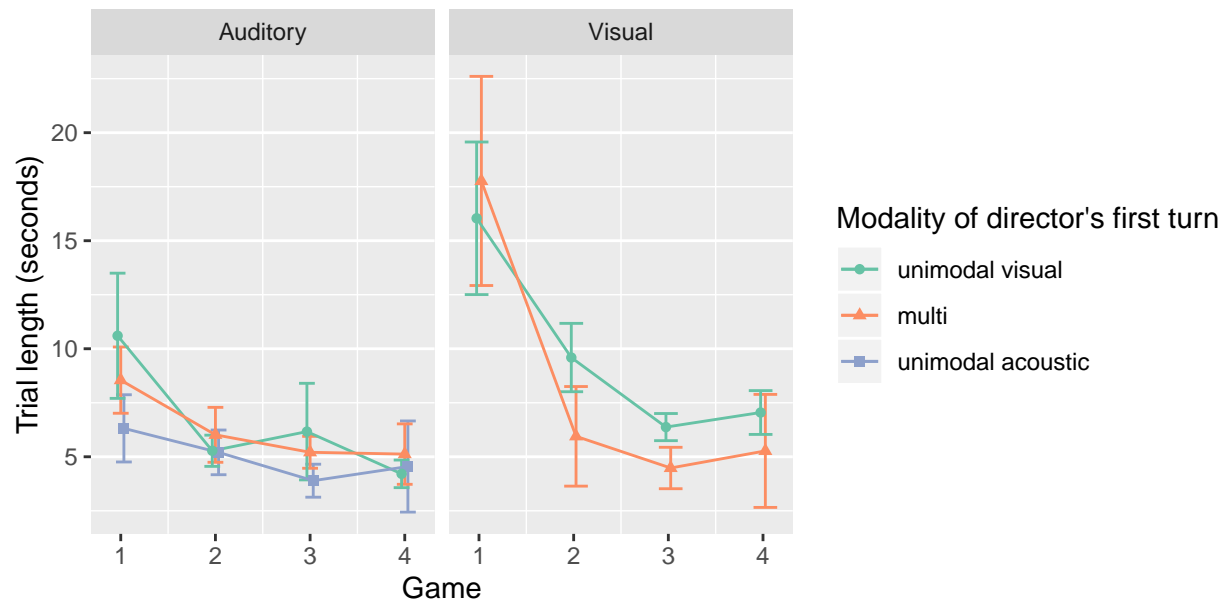 Auditory
Visual
Trial length (seconds)
20
15
10
5
1 2 3 4
1 2 3 4
Game
Modality of director's first turn
unimodal visual
multi
unimodal acoustic